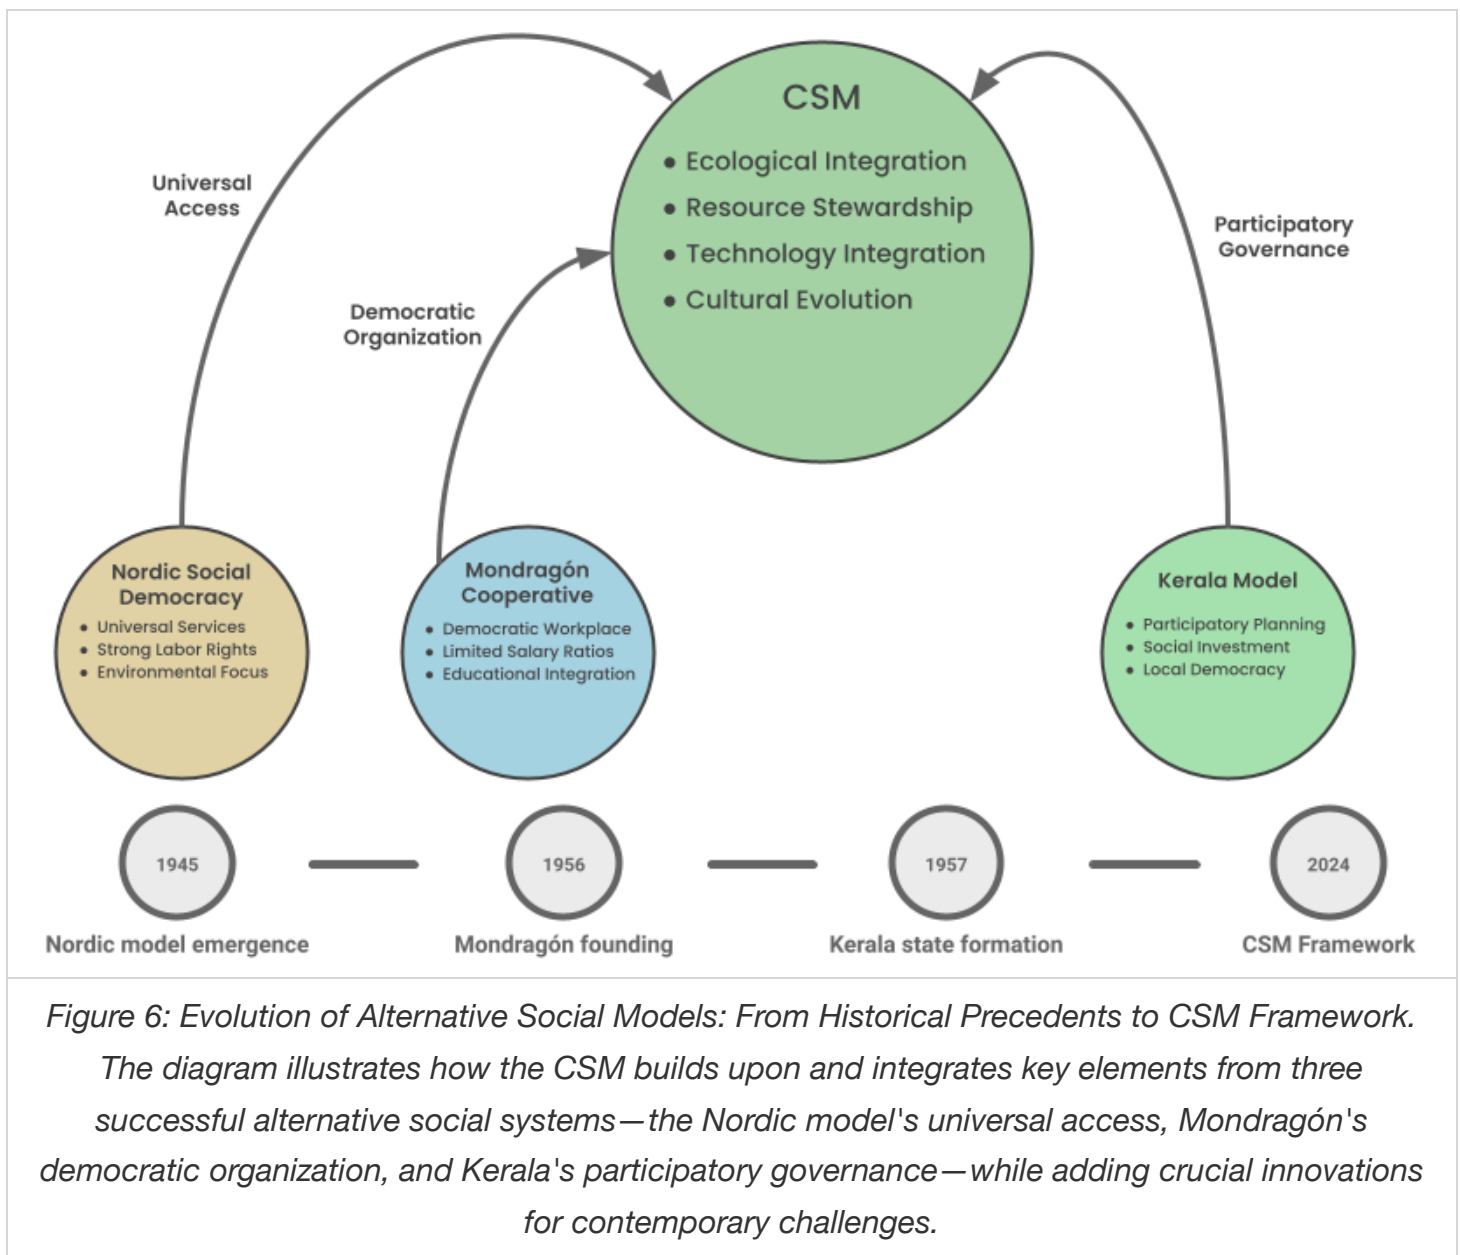 CSM
• Ecological Integration
• Resource Stewardship
• Technology Integration
• Cultural Evolution
Universal
Access
Democratic
Organization
Participatory
Governance
Nordic Social
Democracy
• Universal Services
• Strong Labor Rights
• Environmental Focus
Mondragón
Cooperative
• Democratic Workplace
• Limited Salary Ratios
• Educational Integration
Kerala Model
• Participatory Planning
• Social Investment
• Local Democracy
1945
1956
1957
2024
Nordic model emergence
Mondragón founding
Kerala state formation
CSM Framework
Figure 6: Evolution of Alternative Social Models: From Historical Precedents to CSM Framework.
The diagram illustrates how the CSM builds upon and integrates key elements from three
successful alternative social systems—the Nordic model's universal access, Mondragón's
democratic organization, and Kerala's participatory governance—while adding crucial innovations
for contemporary challenges.